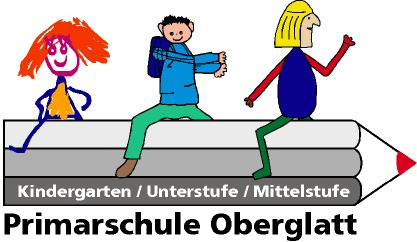 Kindergarten / Unterstufe / Mittelstufe
Primarschule Oberglatt